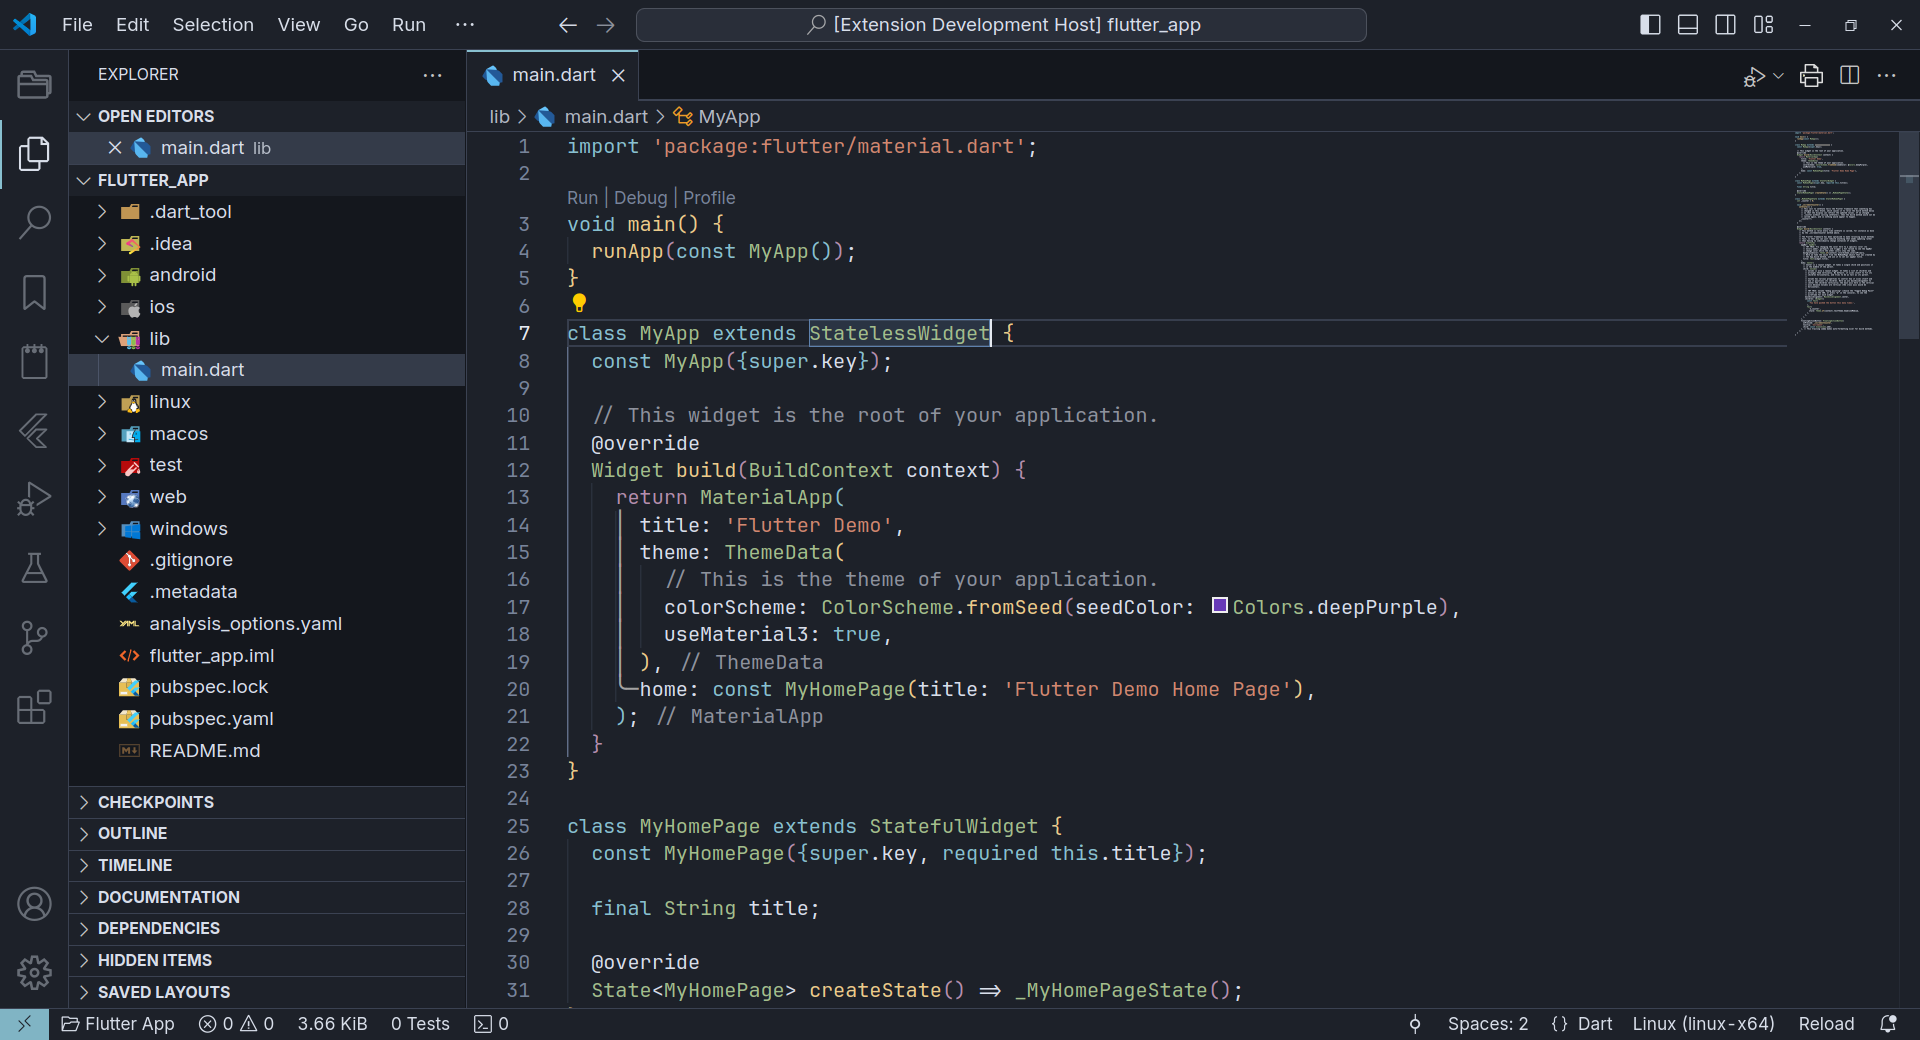 File Edit Selection View Go Run ···
[Extension Development Host] flutter_app
EXPLORER
OPEN EDITORS
main.dart lib
FLUTTER_APP
.dart_tool
.idea
android
ios
lib
main.dart
linux
macos
test
web
windows
.gitignore
.metadata
analysis_options.yaml
flutter_app.iml
pubspec.lock
pubspec.yaml
README.md
CHECKPOINTS
OUTLINE
TIMELINE
DOCUMENTATION
DEPENDENCIES
HIDDEN ITEMS
SAVED LAYOUTS
main.dart
lib > main.dart > MyApp
1 import 'package:flutter/material.dart';
2
Run | Debug | Profile
3 void main() {
4 runApp(const MyApp());
5 }
6
7 class MyApp extends StatelessWidget {
8 const MyApp({super.key});
9
10 // This widget is the root of your application.
11 @override
12 Widget build(BuildContext context) {
13 return MaterialApp(
14 title: 'Flutter Demo',
15 theme: ThemeData(
16 // This is the theme of your application.
17 colorScheme: ColorScheme.fromSeed(seedColor: Colors.deepPurple),
18 useMaterial3: true,
19 ), // ThemeData
20 home: const MyHomePage(title: 'Flutter Demo Home Page'),
21 ); // MaterialApp
22 }
23 }
24
25 class MyHomePage extends StatefulWidget {
26 const MyHomePage({super.key, required this.title});
27
28 final String title;
29
30 @override
31 State<MyHomePage> createState() => _MyHomePageState();
Flutter App 0 0 3.66 KiB 0 Tests 0
Spaces: 2 {} Dart Linux (linux-x64) Reload